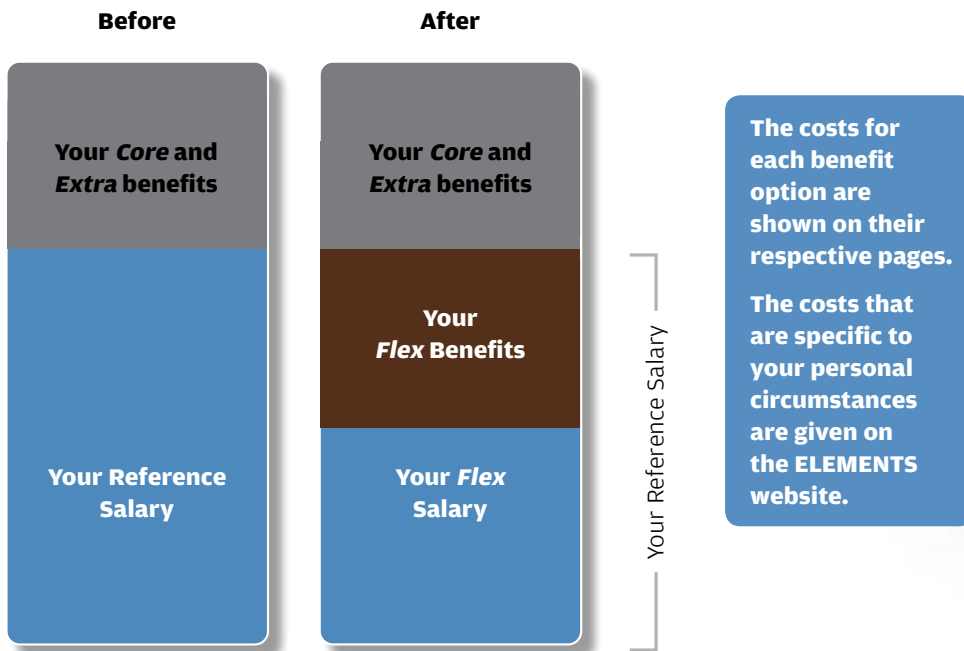 Before
Your Core and
Extra benefits
Your Reference
Salary
After
Your Core and
Extra benefits
Your
Flex Benefits
Your Flex
Salary
Your Reference Salary
The costs for
each benefit
option are
shown on their
respective pages.
The costs that
are specific to
your personal
circumstances
are given on
the ELEMENTS
website.